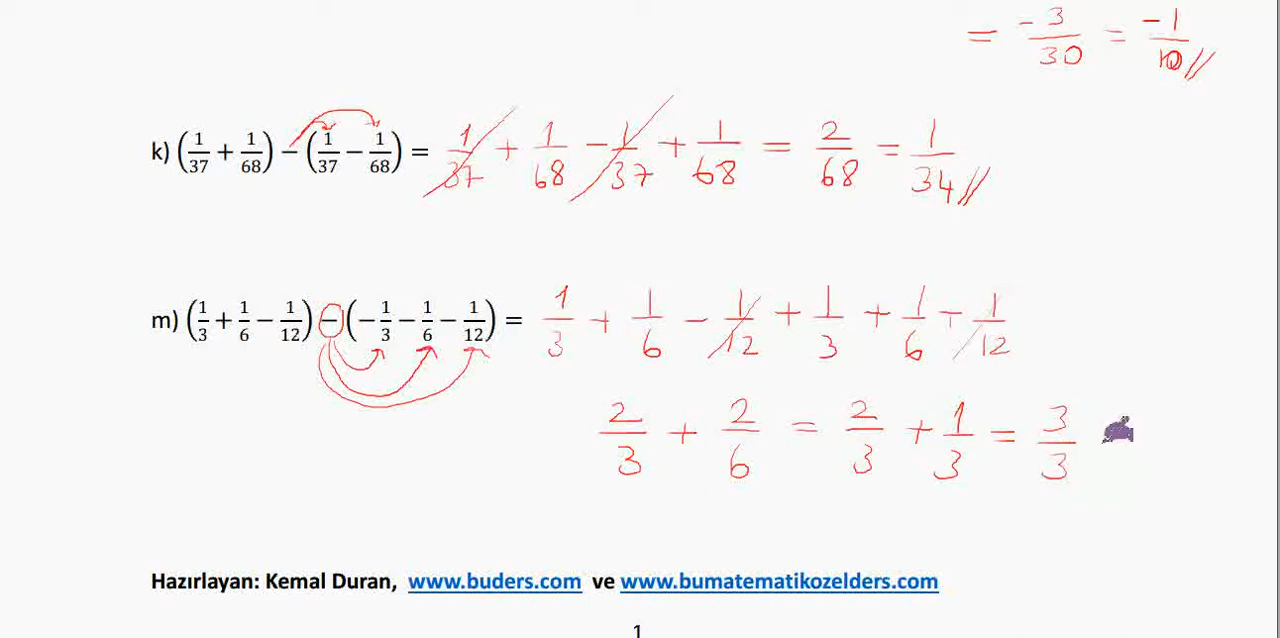 = -3/30 = -1/10 //
k) (1/37 + 1/68) − (1/37 − 1/68) = 1/37 + 1/68 − 1/37 + 1/68 = 2/68 = 1/34 //
m) (1/3 + 1/6 − 1/12) − (−1/3 − 1/6 − 1/12) = 1/3 + 1/6 − 1/12 + 1/3 + 1/6 + 1/12
2/3 + 2/6 = 2/3 + 1/3 = 3/3
Hazırlayan: Kemal Duran, www.buders.com ve www.bumatematikozelders.com
1